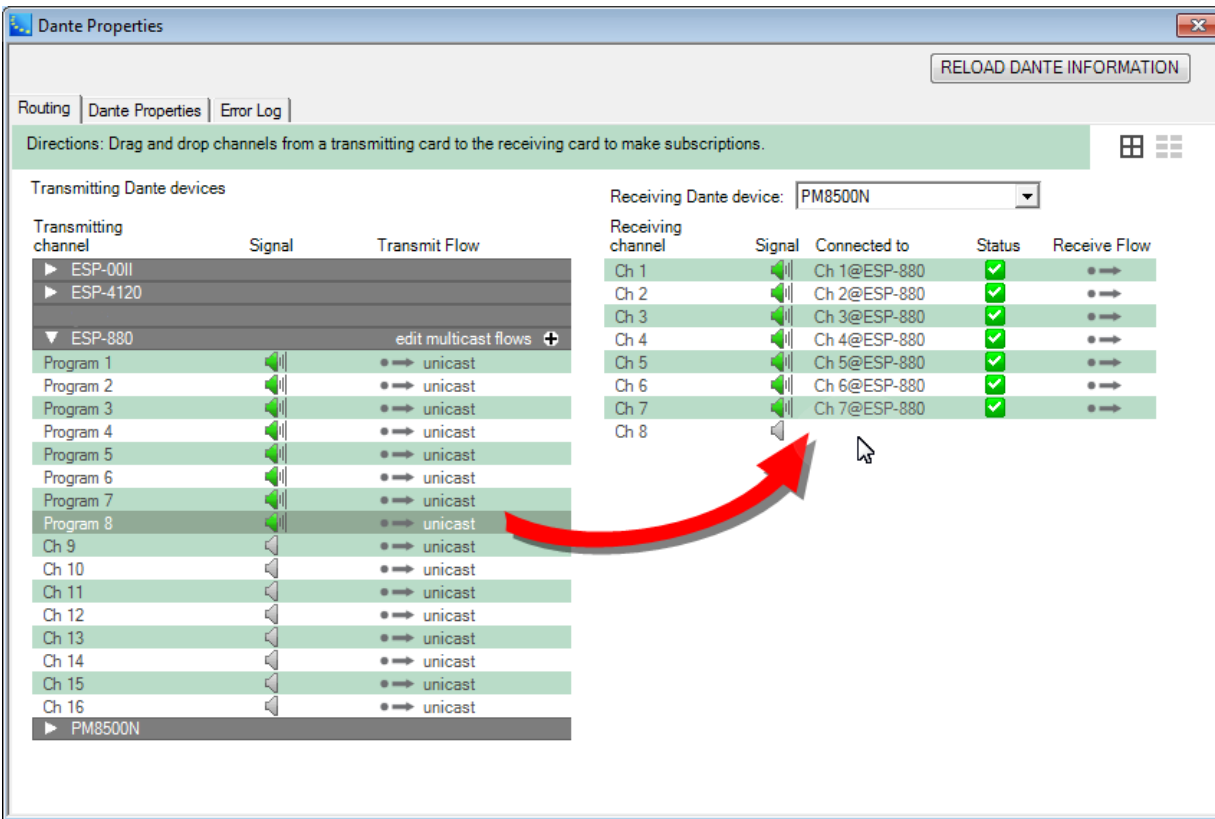 Dante Properties
RELOAD DANTE INFORMATION
Routing Dante Properties Error Log
Directions: Drag and drop channels from a transmitting card to the receiving card to make subscriptions.
Transmitting Dante devices
Transmitting channel Signal Transmit Flow
ESP-00II
ESP-4120
ESP-880 edit multicast flows
Program 1 unicast
Program 2 unicast
Program 3 unicast
Program 4 unicast
Program 5 unicast
Program 6 unicast
Program 7 unicast
Program 8 unicast
Ch 9 unicast
Ch 10 unicast
Ch 11 unicast
Ch 12 unicast
Ch 13 unicast
Ch 14 unicast
Ch 15 unicast
Ch 16 unicast
PM8500N
Receiving Dante device: PM8500N
Receiving channel Signal Connected to Status Receive Flow
Ch 1 Ch 1@ESP-880
Ch 2 Ch 2@ESP-880
Ch 3 Ch 3@ESP-880
Ch 4 Ch 4@ESP-880
Ch 5 Ch 5@ESP-880
Ch 6 Ch 6@ESP-880
Ch 7 Ch 7@ESP-880
Ch 8